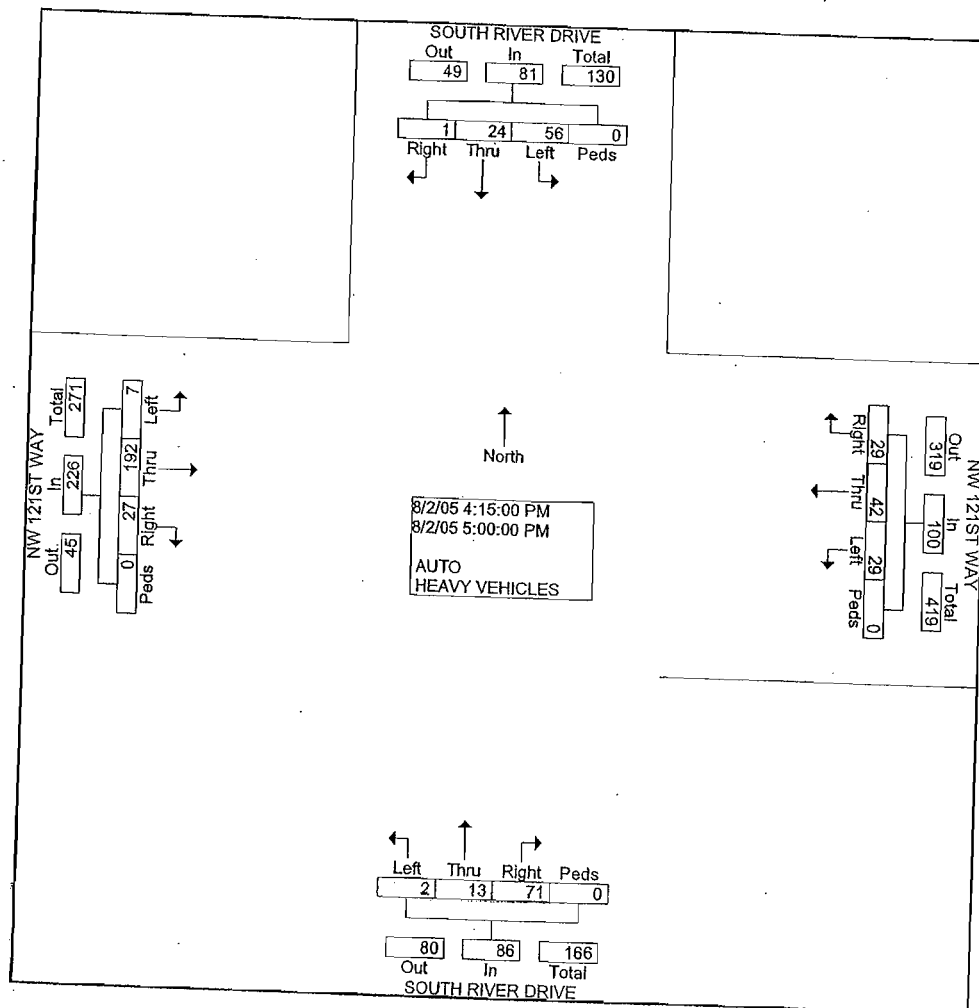 SOUTH RIVER DRIVE
Out In Total
49 81 130
1 24 56 0
Right Thru Left Peds
NW 121ST WAY
Out In Total
45 226 271
0 27 192 7
Peds Right Thru Left
North
8/2/05 4:15:00 PM
8/2/05 5:00:00 PM
AUTO
HEAVY VEHICLES
Right Thru Left Peds
29 42 29 0
Out In Total
319 100 419
NW 121ST WAY
Left Thru Right Peds
2 13 71 0
80 86 166
Out In Total
SOUTH RIVER DRIVE